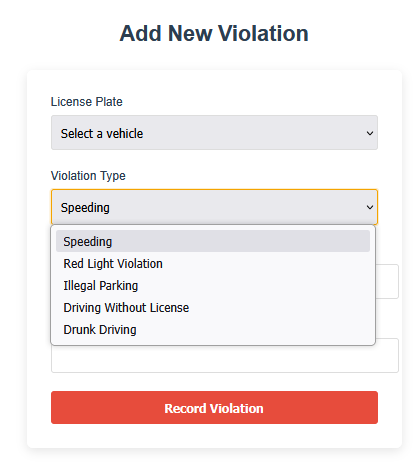 Add New Violation
License Plate
Select a vehicle
Violation Type
Speeding
Speeding
Red Light Violation
Illegal Parking
Driving Without License
Drunk Driving
Record Violation